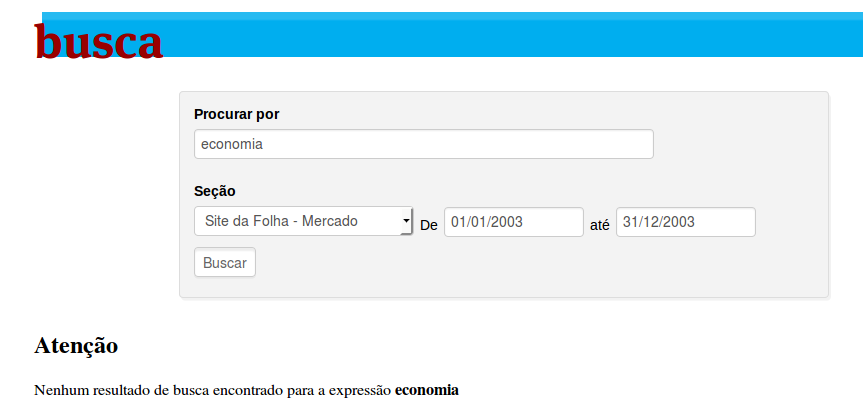 busca
Procurar por
economia
Seção
Site da Folha - Mercado De 01/01/2003 até 31/12/2003
Buscar
Atenção
Nenhum resultado de busca encontrado para a expressão economia